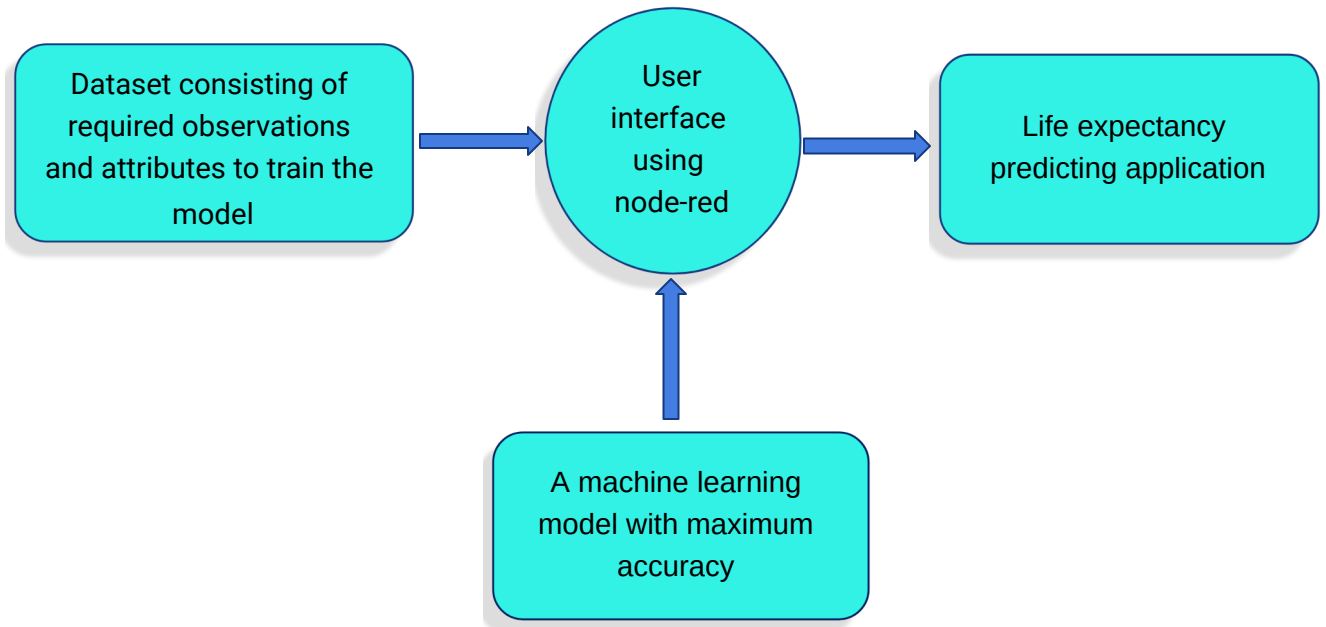 Dataset consisting of
required observations
and attributes to train the
model
User
interface
using
node-red
Life expectancy
predicting application
A machine learning
model with maximum
accuracy